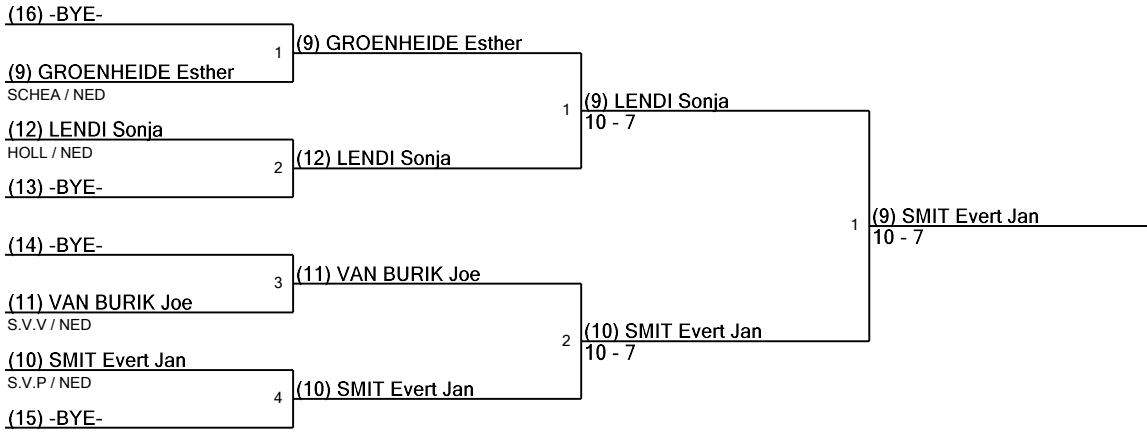 (16) -BYE-
1
(9) GROENHEIDE Esther
(9) GROENHEIDE Esther
SCHEA / NED
1
(9) LENDI Sonja
10 - 7
(12) LENDI Sonja
HOLL / NED
2
(12) LENDI Sonja
(13) -BYE-
1
(9) SMIT Evert Jan
10 - 7
(14) -BYE-
3
(11) VAN BURIK Joe
(11) VAN BURIK Joe
S.V.V / NED
2
(10) SMIT Evert Jan
10 - 7
(10) SMIT Evert Jan
S.V.P / NED
4
(10) SMIT Evert Jan
(15) -BYE-